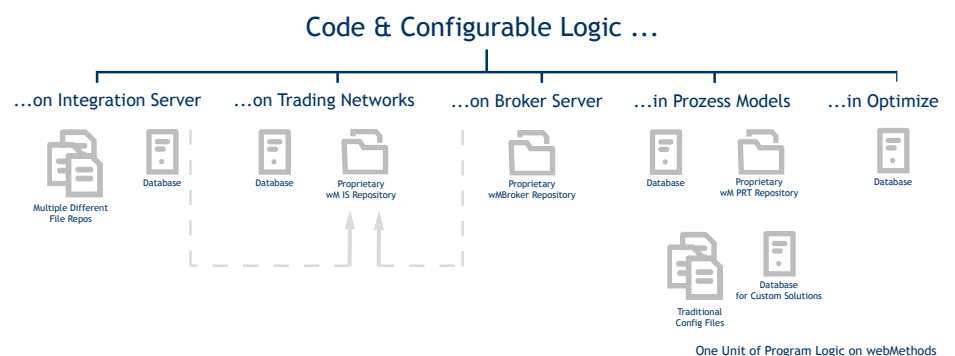 Code & Configurable Logic ...
...on Integration Server
...on Trading Networks
...on Broker Server
...in Prozess Models
...in Optimize
Multiple Different
File Repos
Database
Database
Proprietary
wM IS Repository
Proprietary
wMBroker Repository
Database
Proprietary
wM PRT Repository
Database
Traditional
Config Files
Database
for Custom Solutions
One Unit of Program Logic on webMethods